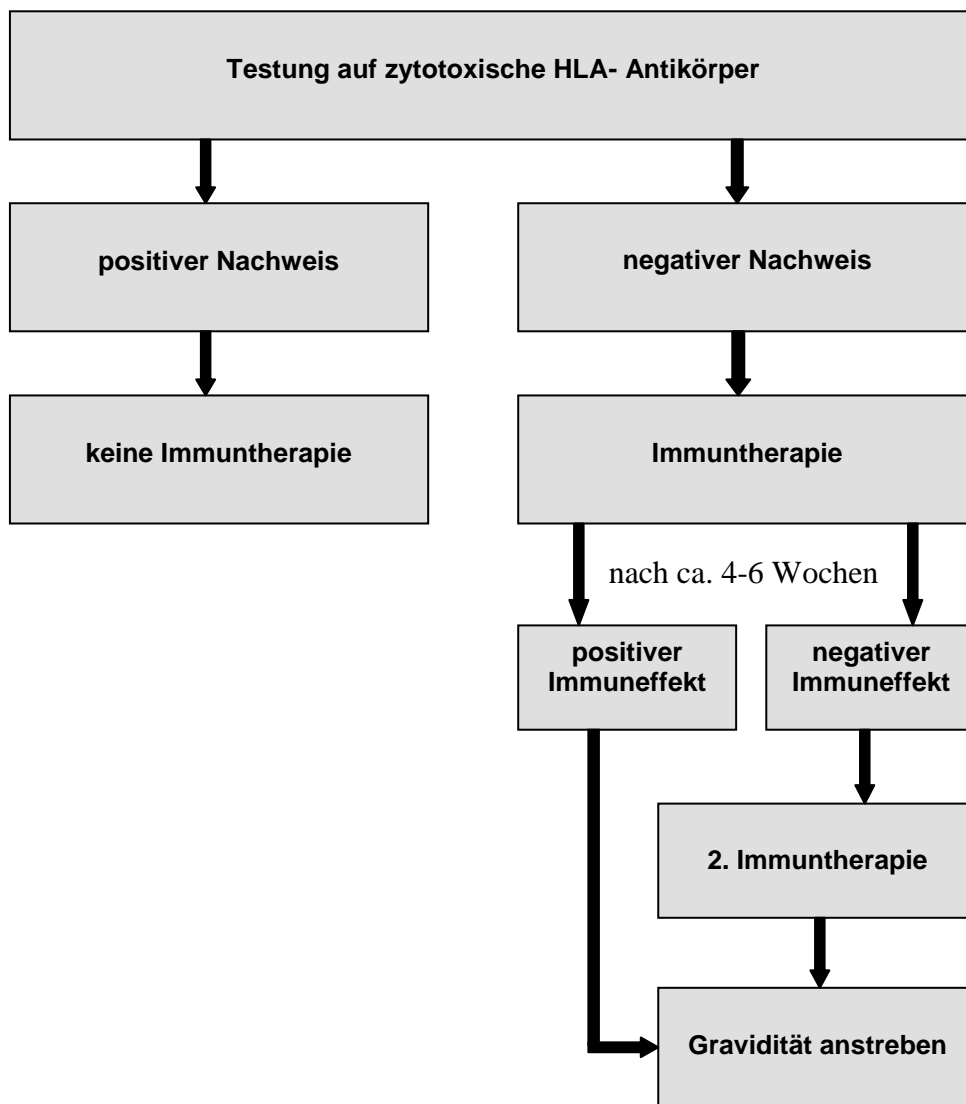 Testung auf zytotoxische HLA- Antikörper
positiver Nachweis
negativer Nachweis
keine Immuntherapie
Immuntherapie
nach ca. 4-6 Wochen
positiver
Immuneffekt
negativer
Immuneffekt
2. Immuntherapie
Gravidität anstreben